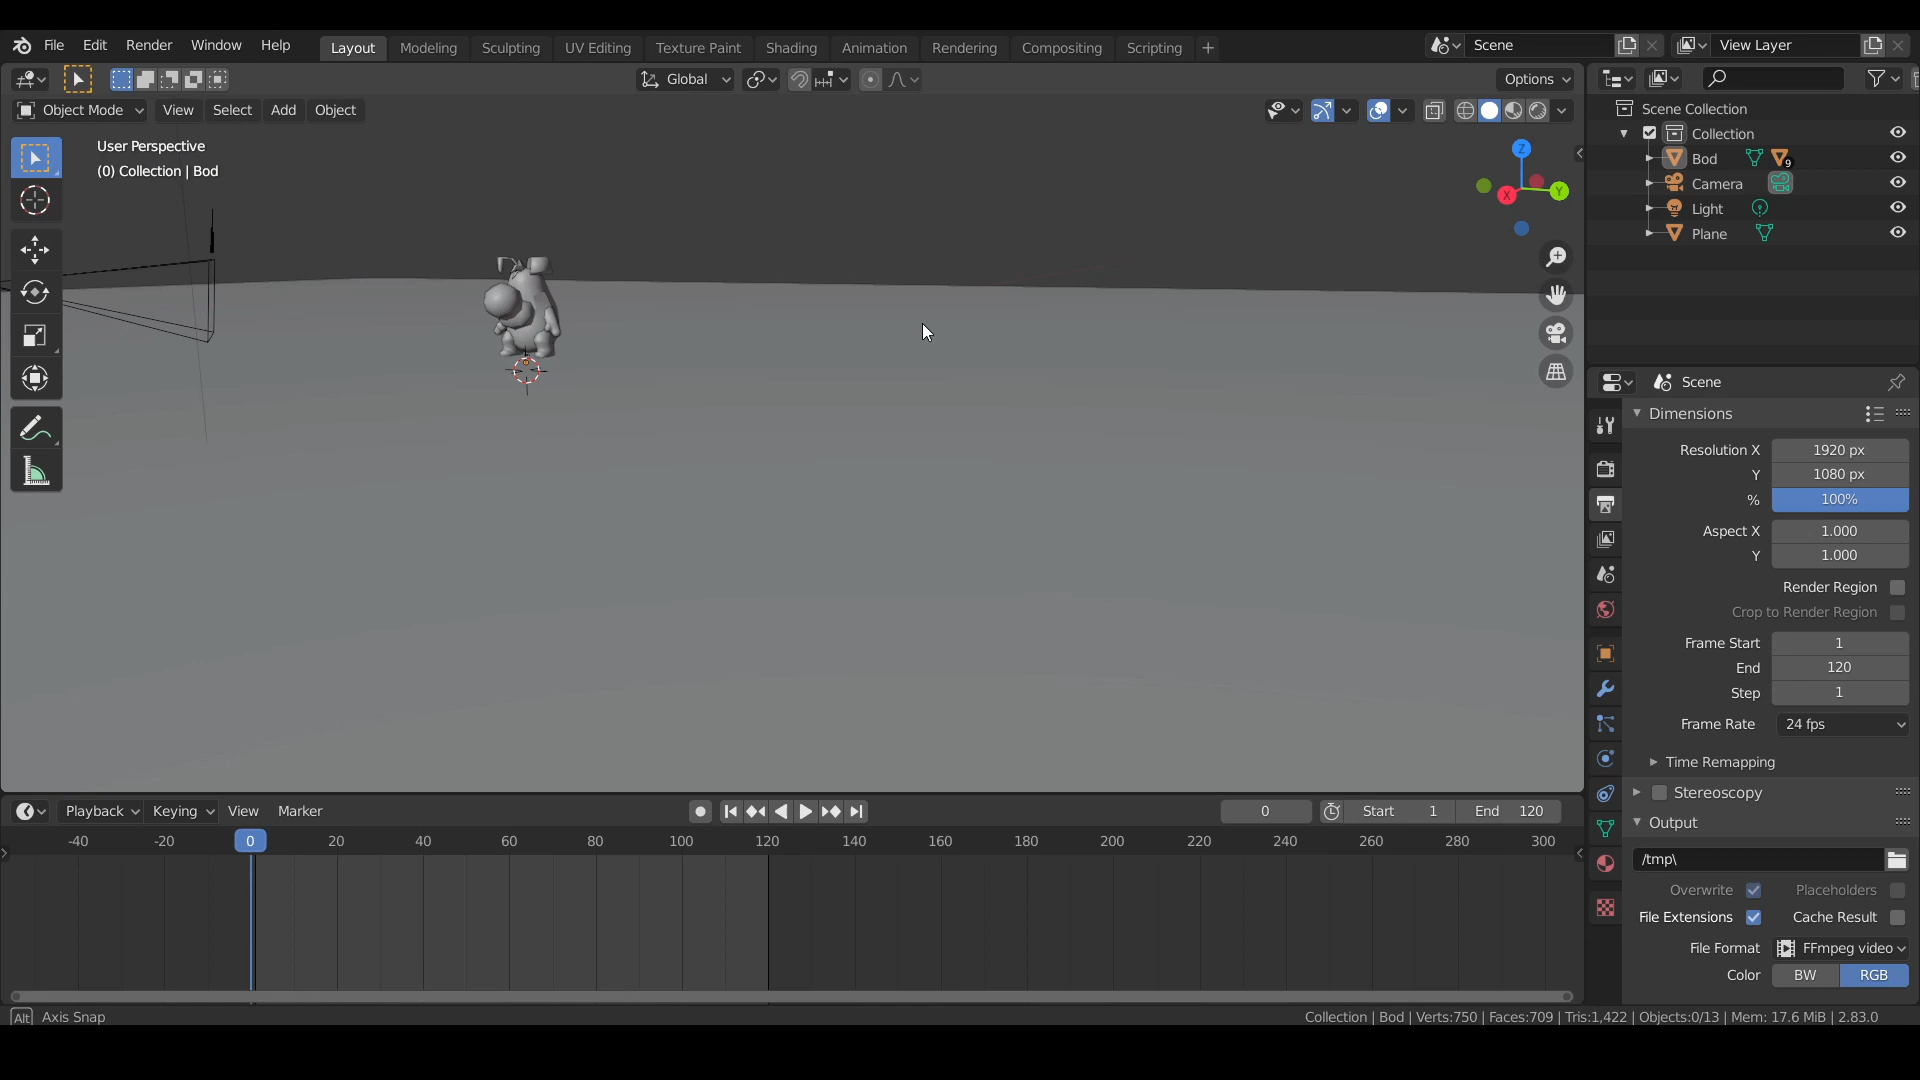 File Edit Render Window Help Layout Modeling Sculpting UV Editing Texture Paint Shading Animation Rendering Compositing Scripting + Scene View Layer
Global Options
Object Mode View Select Add Object
User Perspective
(0) Collection | Bod
Z
Y
X
Scene Collection
Collection
Bod 9
Camera
Light
Plane
Scene
Dimensions
Resolution X 1920 px
Y 1080 px
% 100%
Aspect X 1.000
Y 1.000
Render Region
Crop to Render Region
Frame Start 1
End 120
Step 1
Frame Rate 24 fps
Time Remapping
Stereoscopy
Output
/tmp\
Overwrite Placeholders
File Extensions Cache Result
File Format FFmpeg video
Color BW RGB
Playback Keying View Marker 0 Start 1 End 120
-40 -20 0 20 40 60 80 100 120 140 160 180 200 220 240 260 280 300
Alt Axis Snap Collection | Bod | Verts:750 | Faces:709 | Tris:1,422 | Objects:0/13 | Mem: 17.6 MiB | 2.83.0